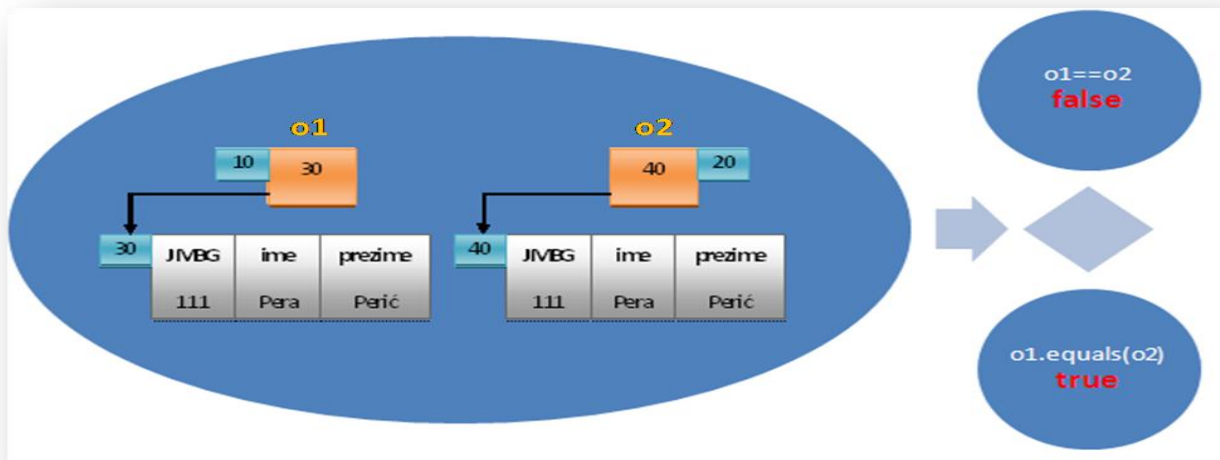 o1 o2
10 30 40 20
30 JMBG ime prezime 40 JMBG ime prezime
111 Pera Perić 111 Pera Perić
o1==o2
false
o1.equals(o2)
true